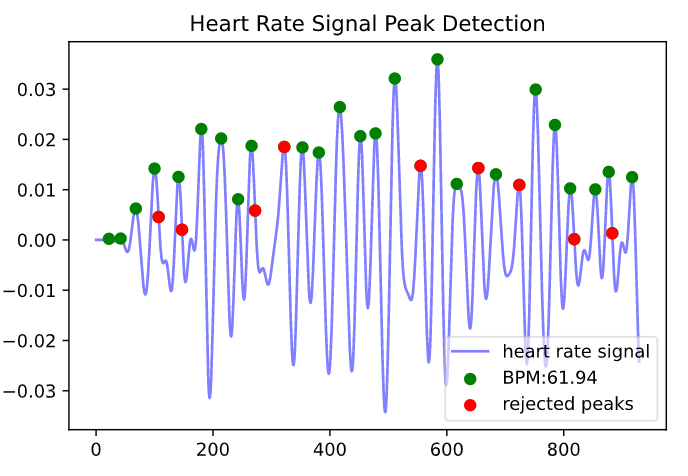 Heart Rate Signal Peak Detection
0.03
0.02
0.01
0.00
−0.01
−0.02
−0.03
heart rate signal
BPM:61.94
rejected peaks
0 200 400 600 800